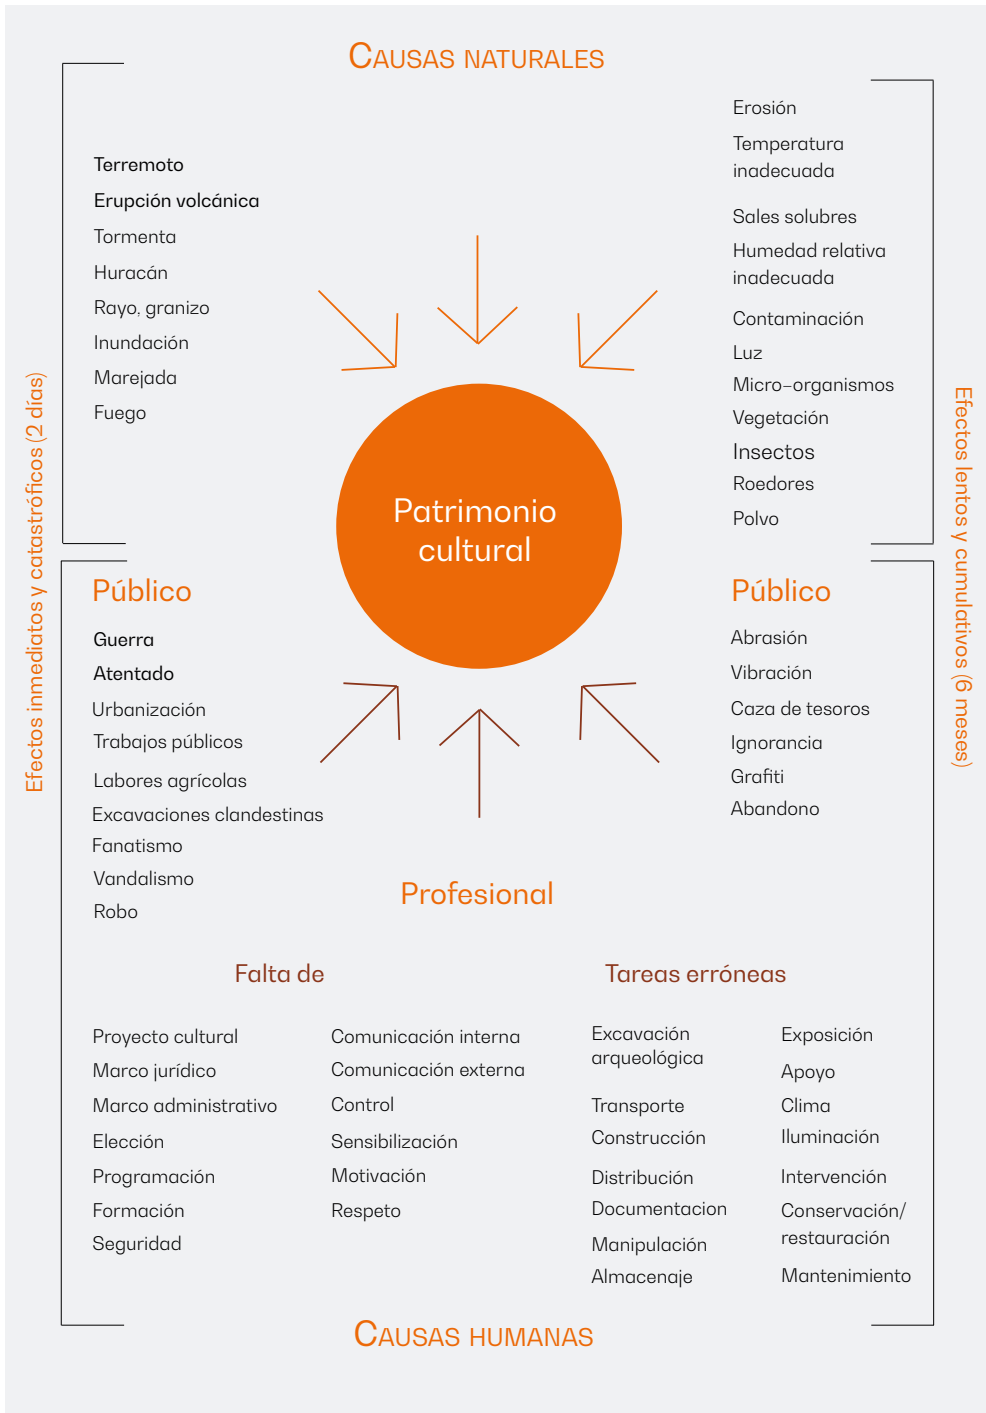 CAUSAS NATURALES
Efectos inmediatos y catastróficos (2 días)
Terremoto
Erupción volcánica
Tormenta
Huracán
Rayo, granizo
Inundación
Marejada
Fuego
Erosión
Temperatura
inadecuada
Sales solubres
Humedad relativa
inadecuada
Contaminación
Luz
Micro-organismos
Vegetación
Insectos
Roedores
Polvo
Efectos lentos y cumulativos (6 meses)
Patrimonio
cultural
Público
Guerra
Atentado
Urbanización
Trabajos públicos
Labores agrícolas
Excavaciones clandestinas
Fanatismo
Vandalismo
Robo
Público
Abrasión
Vibración
Caza de tesoros
Ignorancia
Grafiti
Abandono
Profesional
Falta de
Proyecto cultural
Marco jurídico
Marco administrativo
Elección
Programación
Formación
Seguridad
Comunicación interna
Comunicación externa
Control
Sensibilización
Motivación
Respeto
Tareas erróneas
Excavación
arqueológica
Transporte
Construcción
Distribución
Documentacion
Manipulación
Almacenaje
Exposición
Apoyo
Clima
Iluminación
Intervención
Conservación/
restauración
Mantenimiento
CAUSAS HUMANAS